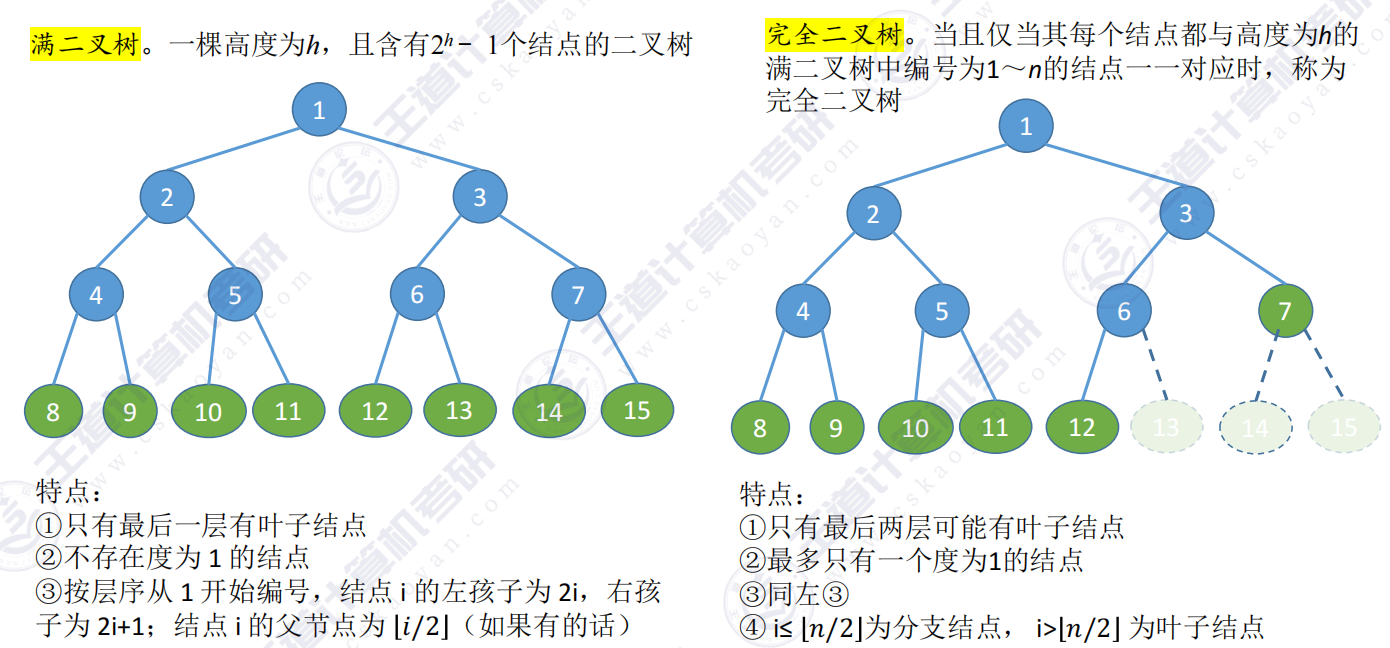 满二叉树。一棵高度为h，且含有2ʰ − 1个结点的二叉树
1
2
3
4
5
6
7
8
9
10
11
12
13
14
15
特点：
①只有最后一层有叶子结点
②不存在度为 1 的结点
③按层序从 1 开始编号，结点 i 的左孩子为 2i，右孩
子为 2i+1；结点 i 的父节点为 ⌊i/2⌋（如果有的话）
完全二叉树。当且仅当其每个结点都与高度为h的
满二叉树中编号为1～n的结点一一对应时，称为
完全二叉树
1
2
3
4
5
6
7
8
9
10
11
12
13
14
15
特点：
①只有最后两层可能有叶子结点
②最多只有一个度为1的结点
③同左③
④ i≤ ⌊n/2⌋为分支结点， i>⌊n/2⌋ 为叶子结点
王道计算机考研
www.cskaoyan.com